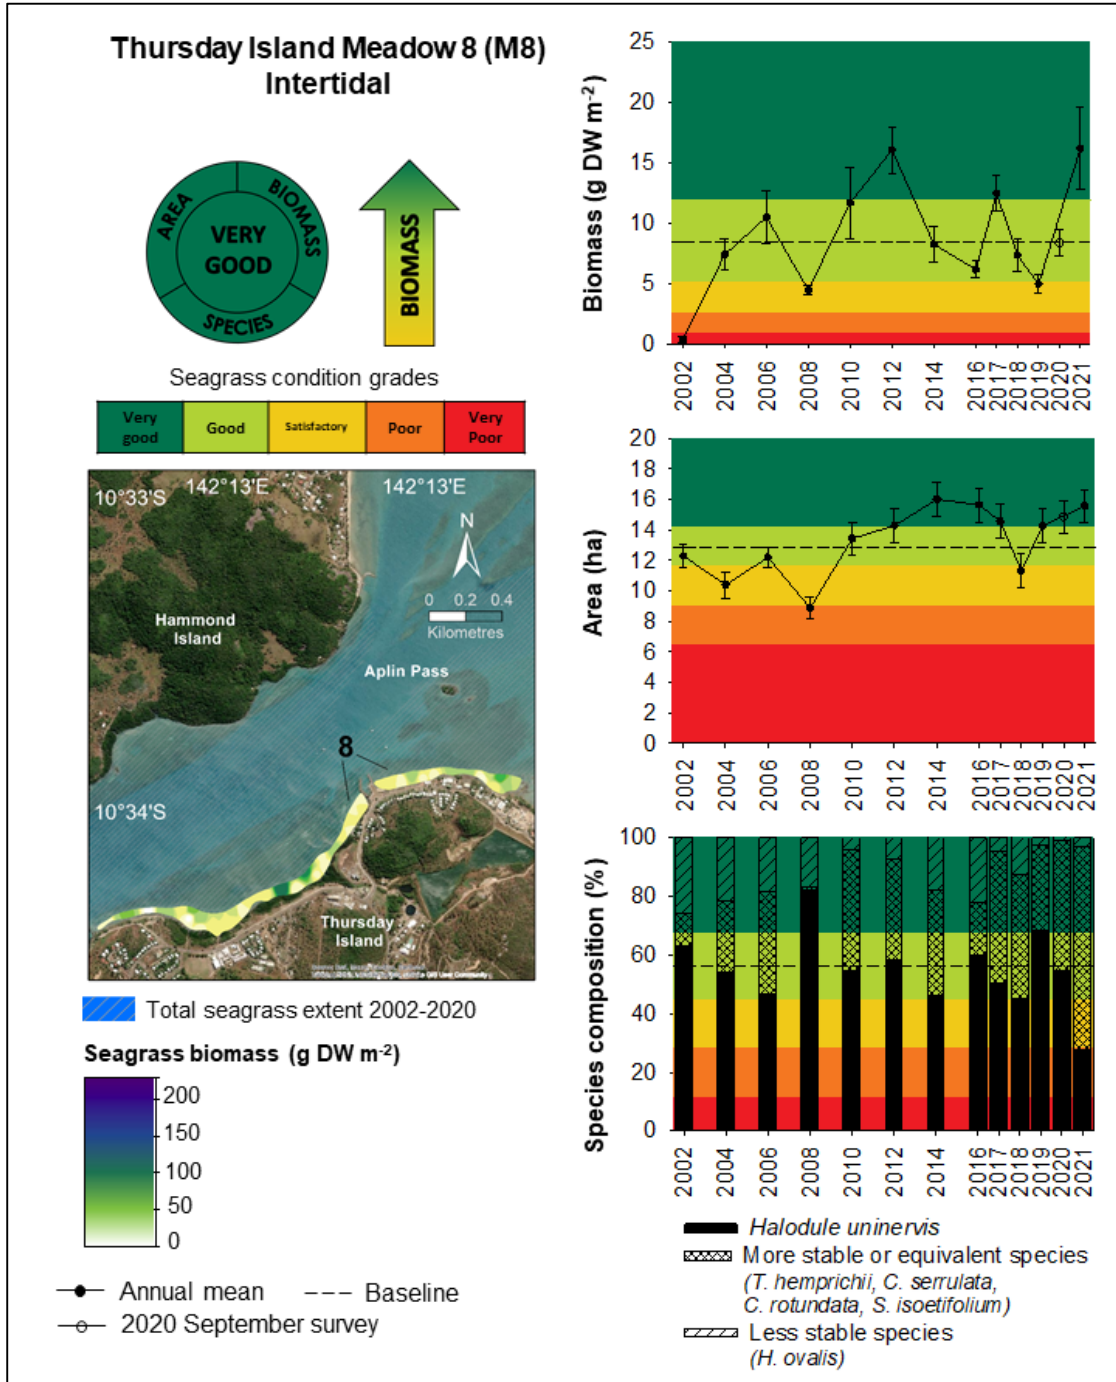 Thursday Island Meadow 8 (M8)
Intertidal
AREA
BIOMASS
SPECIES
VERY
GOOD
BIOMASS
Seagrass condition grades
Very
good
Good
Satisfactory
Poor
Very
Poor
10°33'S
142°13'E
142°13'E
N
0 0.2 0.4
Kilometres
Hammond
Island
Aplin Pass
8
10°34'S
Thursday
Island
GIS User Community
Total seagrass extent 2002-2020
Seagrass biomass (g DW m-2)
200
150
100
50
0
Annual mean
Baseline
2020 September survey
Biomass (g DW m-2)
25
20
15
10
5
0
2002 2004 2006 2008 2010 2012 2014 2016 2017 2018 2019 2020 2021
Area (ha)
20
18
16
14
12
10
8
6
4
2
0
2002 2004 2006 2008 2010 2012 2014 2016 2017 2018 2019 2020 2021
Species composition (%)
100
80
60
40
20
0
2002 2004 2006 2008 2010 2012 2014 2016 2017 2018 2019 2020 2021
Halodule uninervis
More stable or equivalent species
(T. hemprichii, C. serrulata,
C. rotundata, S. isoetifolium)
Less stable species
(H. ovalis)